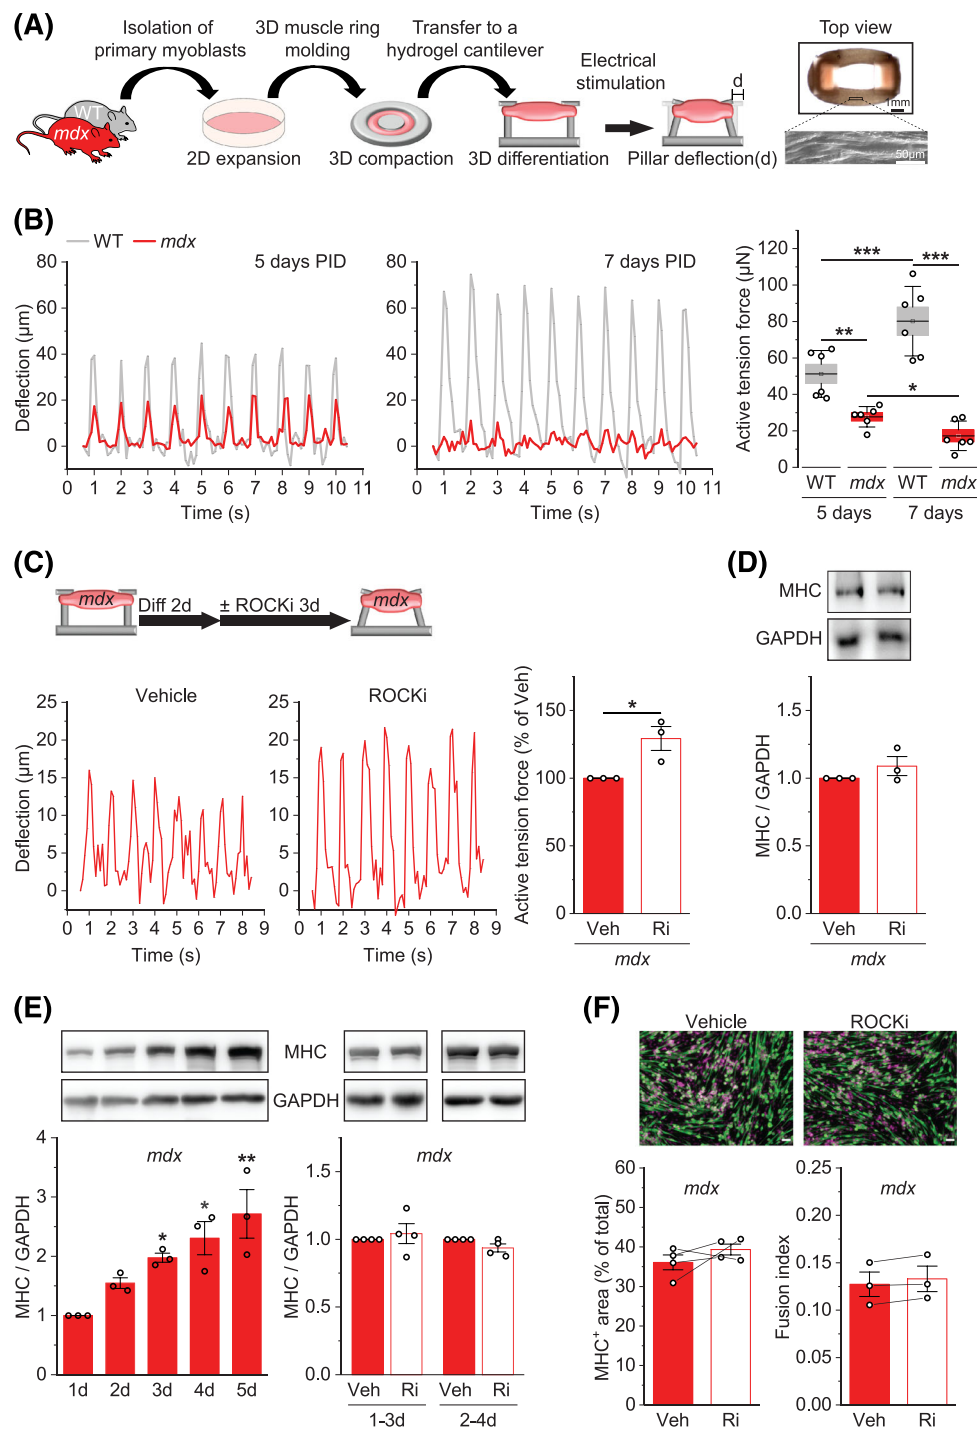 (A)
Isolation of
primary myoblasts
3D muscle ring
molding
Transfer to a
hydrogel cantilever
Electrical
stimulation
Top view
d
WT
mdx
1mm
50μm
2D expansion
3D compaction
3D differentiation
Pillar deflection(d)
(B)
WT
mdx
5 days PID
Deflection (μm)
80
60
40
20
0
0 1 2 3 4 5 6 7 8 9 10 11
Time (s)
7 days PID
80
60
40
20
0
0 1 2 3 4 5 6 7 8 9 10 11
Time (s)
Active tension force (μN)
120
100
80
60
40
20
0
***
***
**
*
WT mdx WT mdx
5 days 7 days
(C)
mdx
Diff 2d
± ROCKi 3d
mdx
Vehicle
Deflection (μm)
25
20
15
10
5
0
0 1 2 3 4 5 6 7 8 9
Time (s)
ROCKi
25
20
15
10
5
0
0 1 2 3 4 5 6 7 8 9
Time (s)
Active tension force (% of Veh)
150
100
50
0
*
Veh Ri
mdx
(D)
MHC
GAPDH
MHC / GAPDH
1.5
1.0
0.5
0.0
Veh Ri
mdx
(E)
MHC
GAPDH
MHC / GAPDH
4
3
2
1
0
mdx
*
*
**
1d 2d 3d 4d 5d
MHC / GAPDH
1.5
1.0
0.5
0.0
mdx
Veh Ri Veh Ri
1-3d 2-4d
(F)
Vehicle
ROCKi
MHC+ area (% of total)
60
50
40
30
20
10
0
mdx
Veh Ri
Fusion index
0.25
0.20
0.15
0.10
0.05
0.00
mdx
Veh Ri